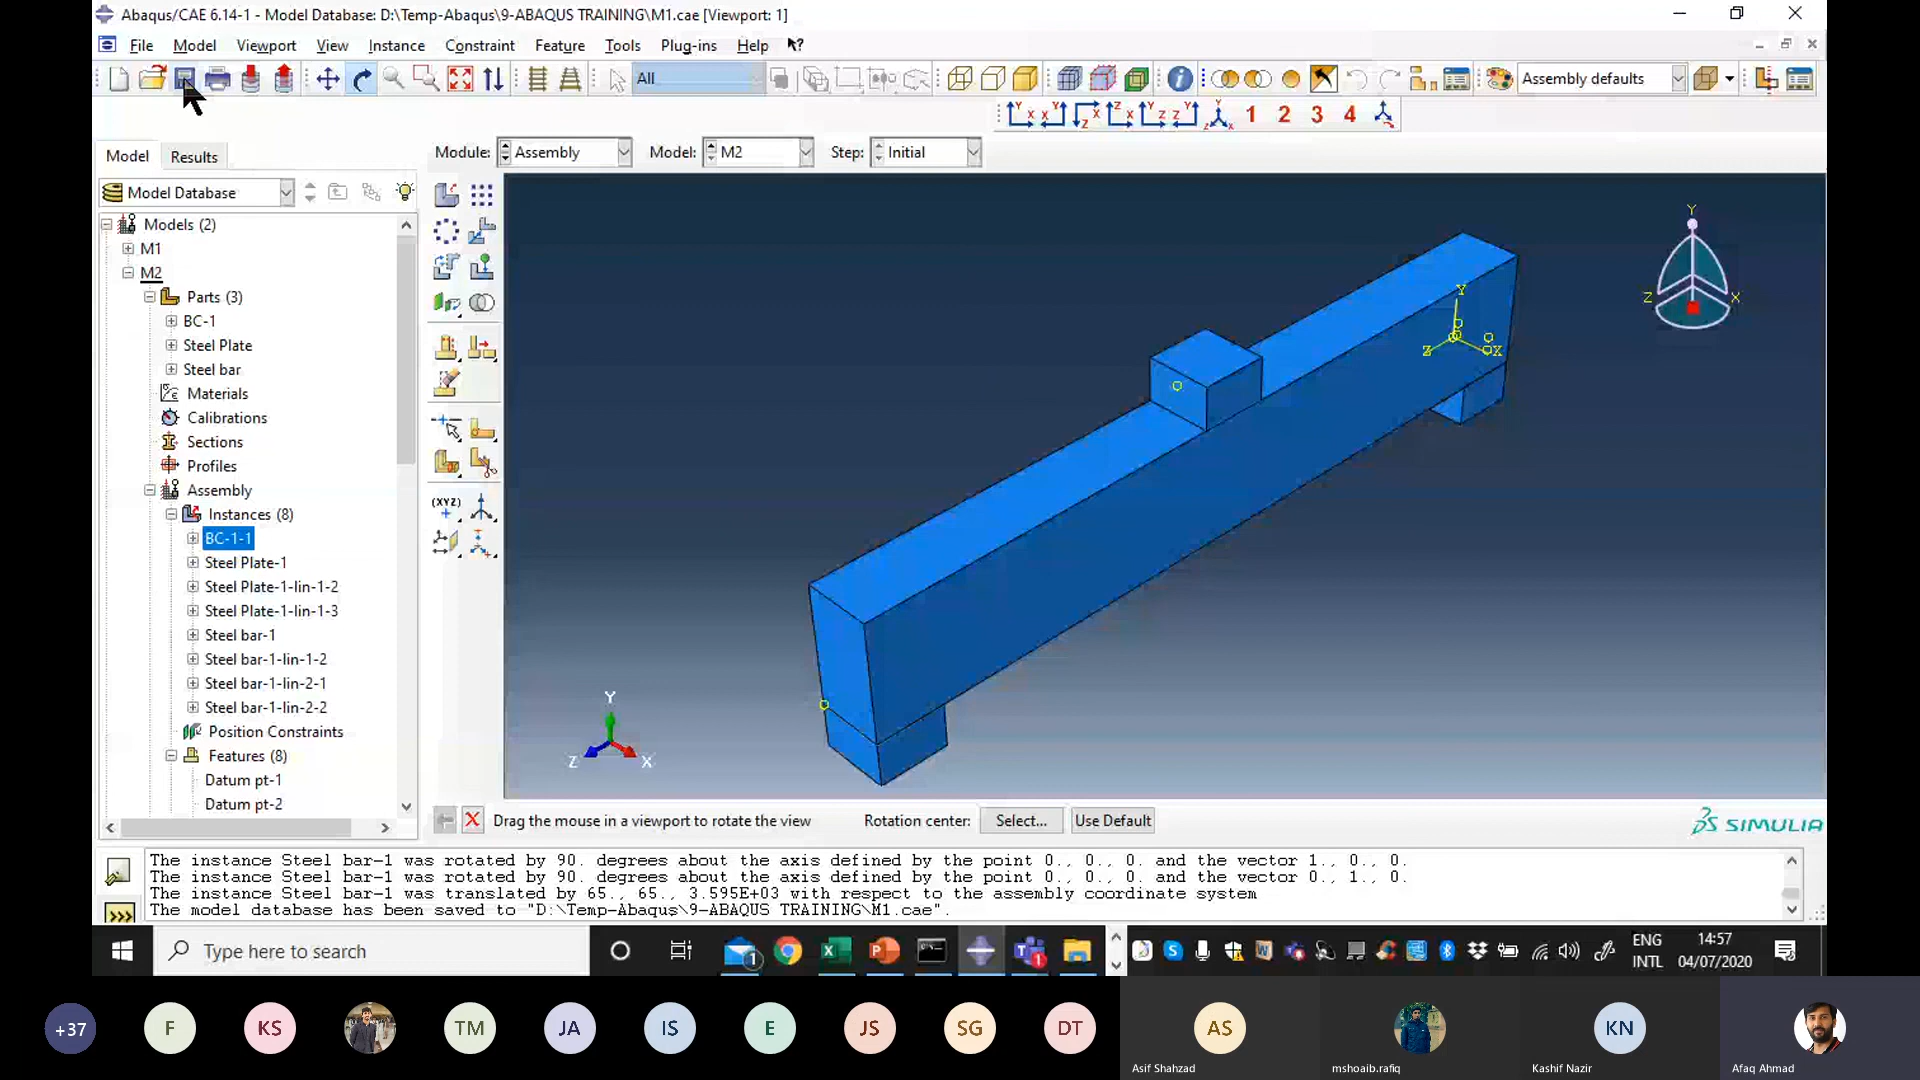 Abaqus/CAE 6.14-1 - Model Database: D:\Temp-Abaqus\9-ABAQUS TRAINING\M1.cae [Viewport: 1]
File Model Viewport View Instance Constraint Feature Tools Plug-ins Help
All
Assembly defaults
1 2 3 4
Model Results
Module: Assembly Model: M2 Step: Initial
Model Database
Models (2)
M1
M2
Parts (3)
BC-1
Steel Plate
Steel bar
Materials
Calibrations
Sections
Profiles
Assembly
Instances (8)
BC-1-1
Steel Plate-1
Steel Plate-1-lin-1-2
Steel Plate-1-lin-1-3
Steel bar-1
Steel bar-1-lin-1-2
Steel bar-1-lin-2-1
Steel bar-1-lin-2-2
Position Constraints
Features (8)
Datum pt-1
Datum pt-2
(XYZ)
Y
Z X
Y
Z X
Y
Z X
Drag the mouse in a viewport to rotate the view Rotation center: Select... Use Default
SIMULIA
The instance Steel bar-1 was rotated by 90. degrees about the axis defined by the point 0., 0., 0. and the vector 1., 0., 0.
The instance Steel bar-1 was rotated by 90. degrees about the axis defined by the point 0., 0., 0. and the vector 0., 1., 0.
The instance Steel bar-1 was translated by 65., 65., 3.595E+03 with respect to the assembly coordinate system
The model database has been saved to "D:\Temp-Abaqus\9-ABAQUS TRAINING\M1.cae".
>>>
Type here to search
ENG
INTL
14:57
04/07/2020
+37 F KS TM JA IS E JS SG DT AS KN
Asif Shahzad mshoaib.rafiq Kashif Nazir Afaq Ahmad